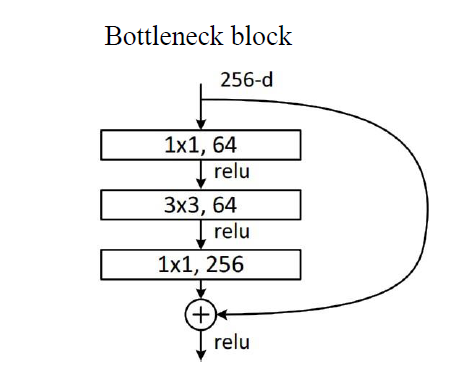 Bottleneck block
256-d
1x1, 64
relu
3x3, 64
relu
1x1, 256
+
relu